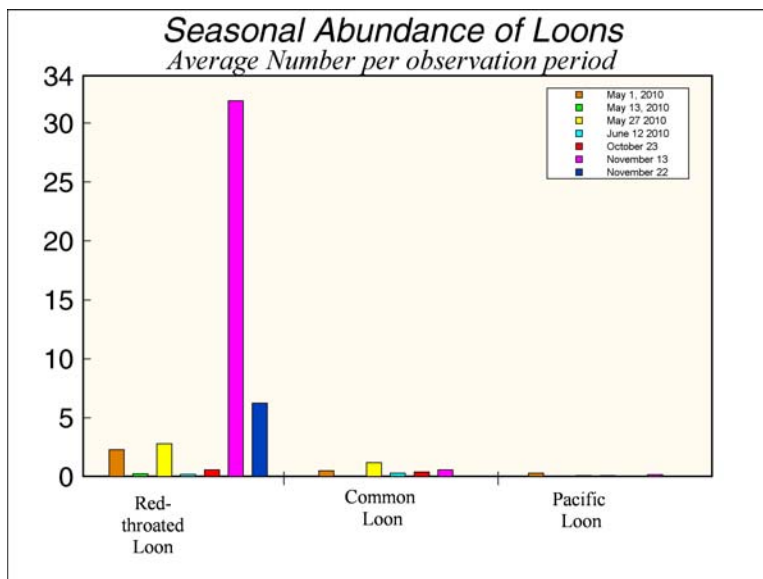 Seasonal Abundance of Loons
Average Number per observation period
34
30
25
20
15
10
5
0
May 1, 2010
May 13, 2010
May 27 2010
June 12 2010
October 23
November 13
November 22
Red-
throated
Loon
Common
Loon
Pacific
Loon